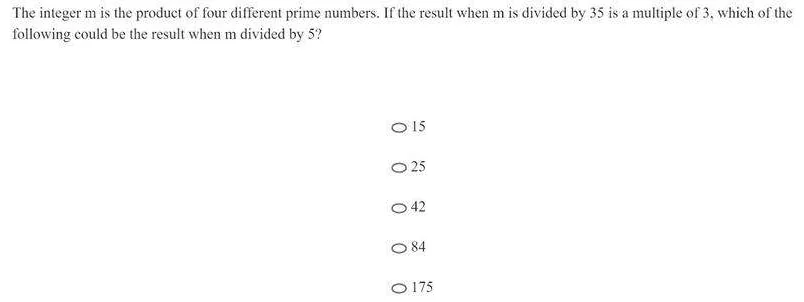 The integer m is the product of four different prime numbers. If the result when m is divided by 35 is a multiple of 3, which of the
following could be the result when m divided by 5?
15
25
42
84
175